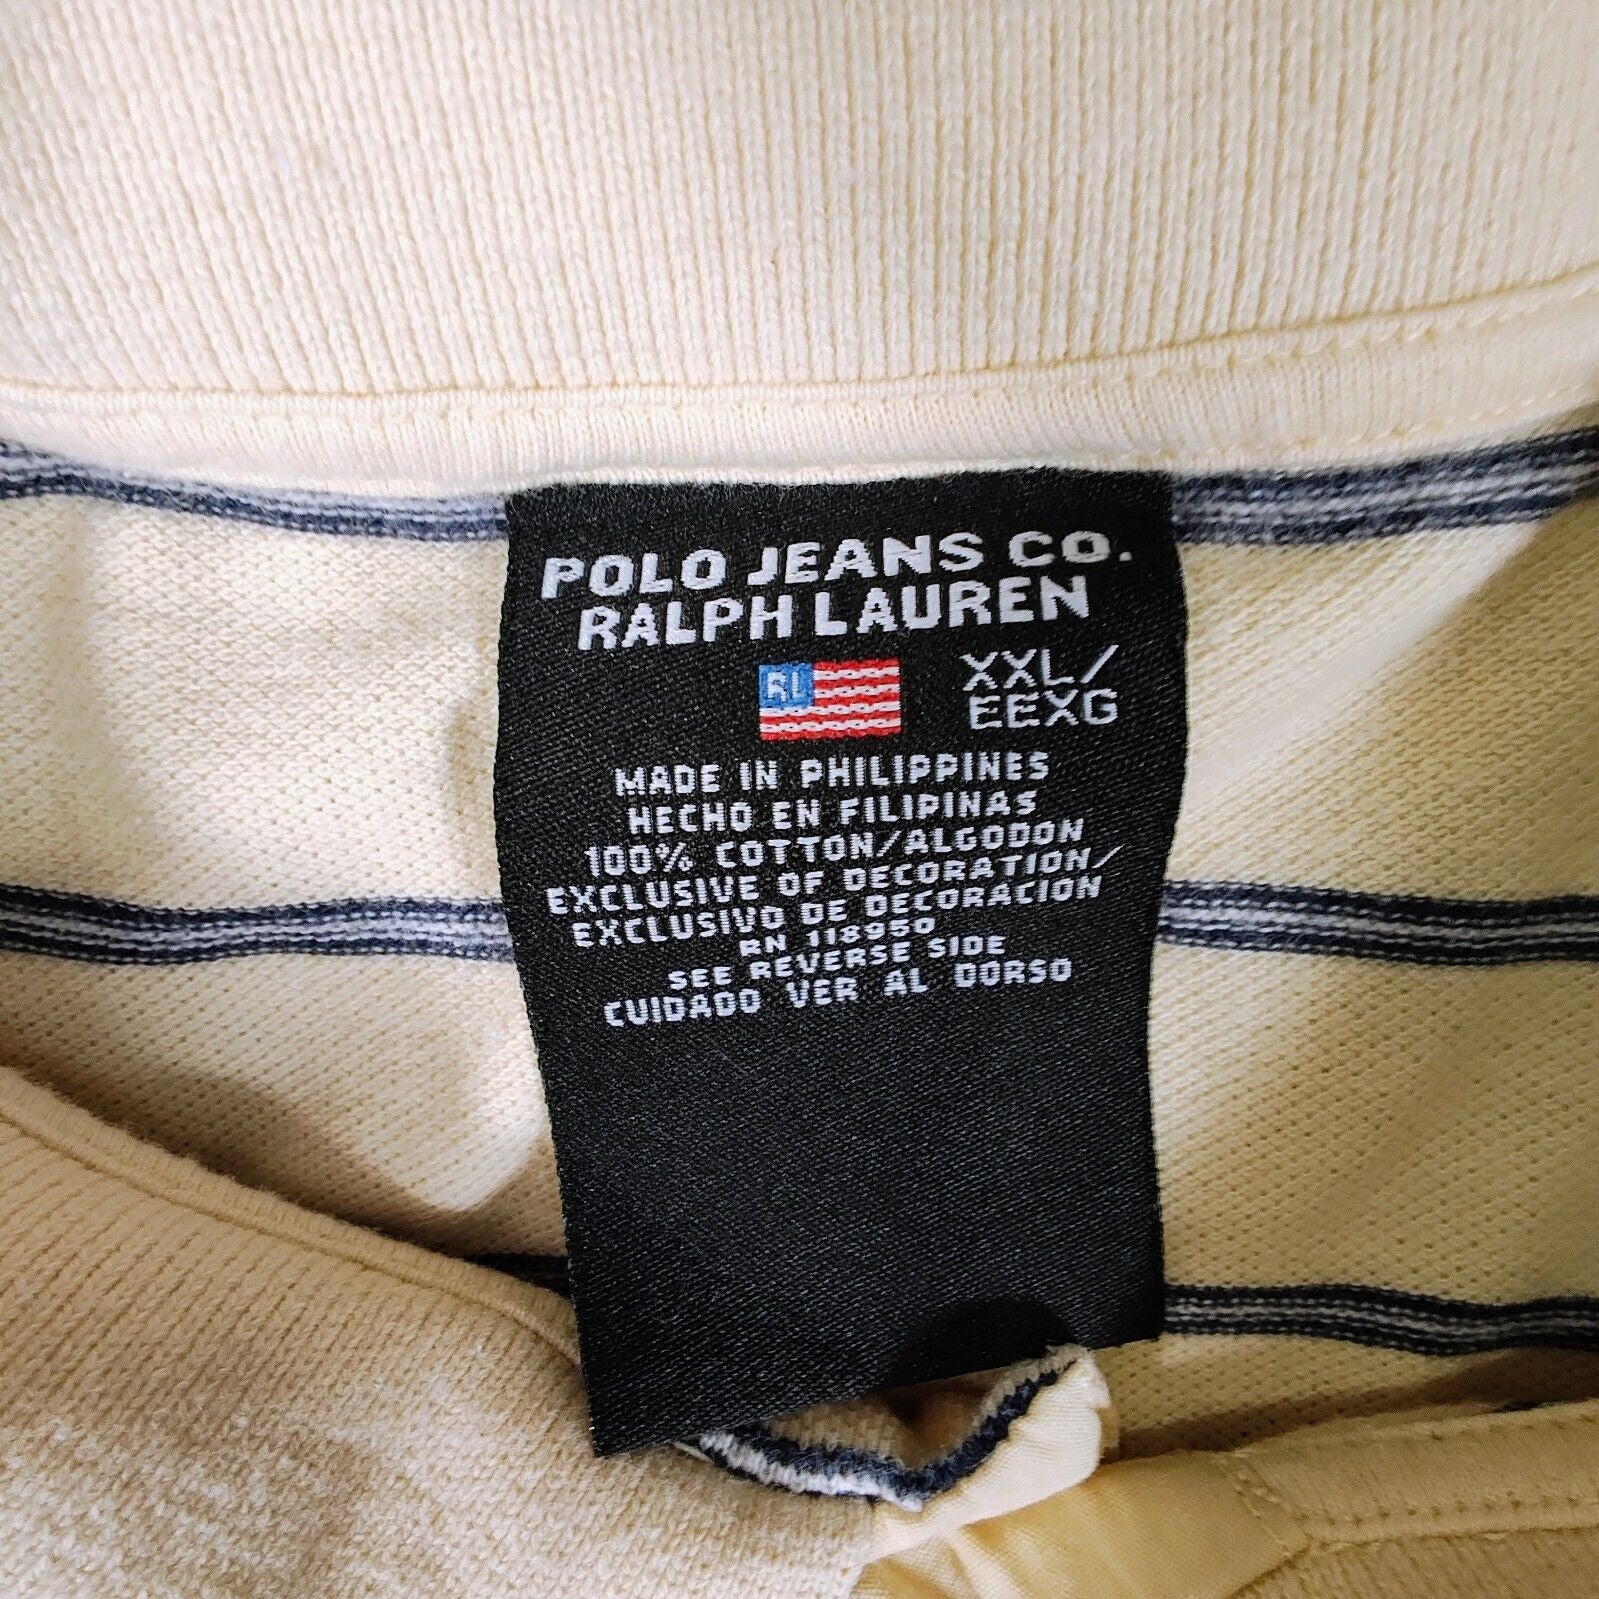 POLO JEANS CO.
RALPH LAUREN
RL
XXL/
EEXG
MADE IN PHILIPPINES
HECHO EN FILIPINAS
100% COTTON/ALGODON
EXCLUSIVE OF DECORATION/
EXCLUSIVO DE DECORACION
RN 118950
SEE REVERSE SIDE
CUIDADO VER AL DORSO